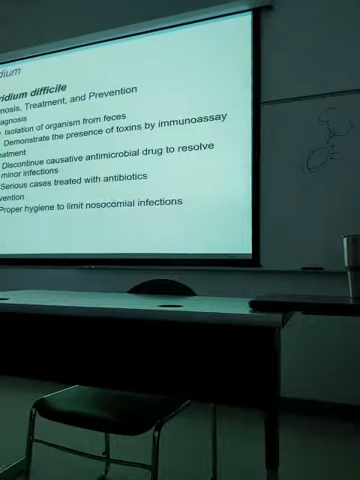 dium
ridium difficile
nosis, Treatment, and Prevention
agnosis
Isolation of organism from feces
Demonstrate the presence of toxins by immunoassay
eatment
Discontinue causative antimicrobial drug to resolve
minor infections
Serious cases treated with antibiotics
vention
Proper hygiene to limit nosocomial infections